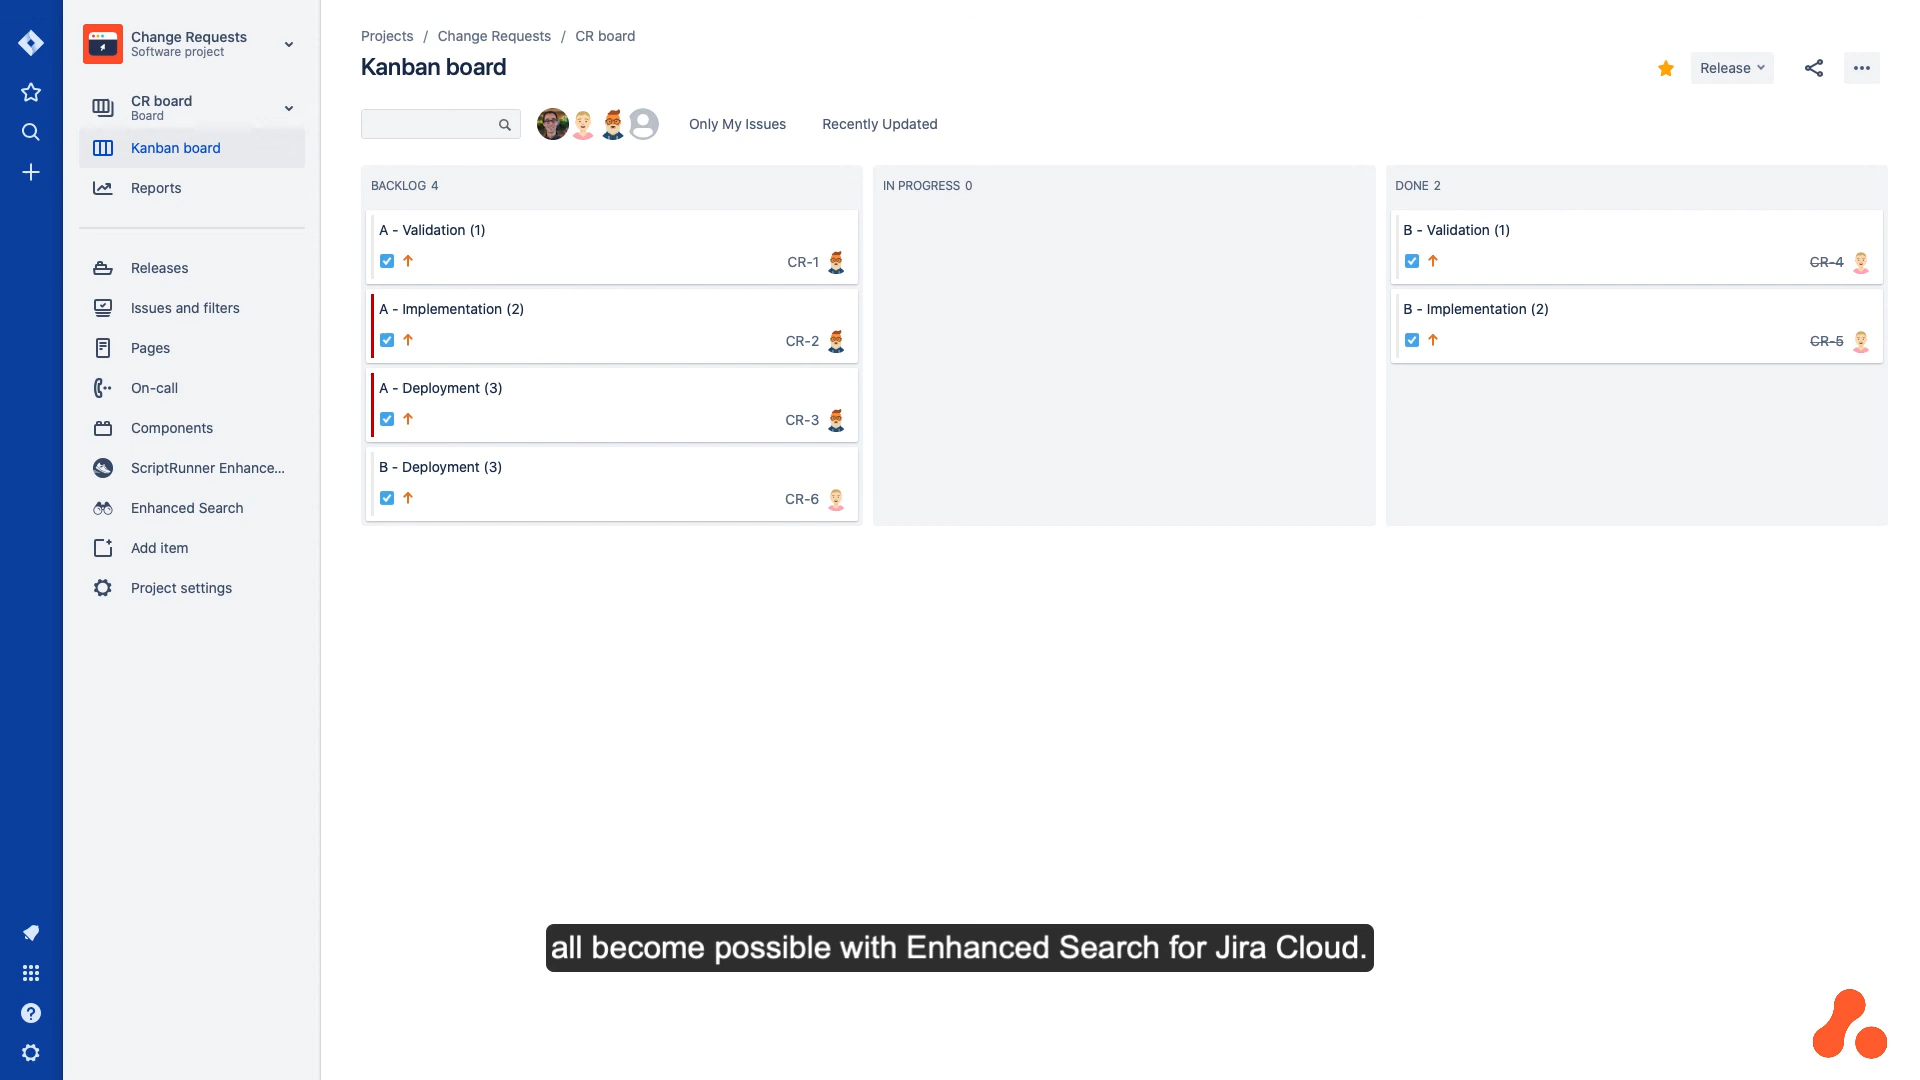 Change Requests
Software project
CR board
Board
Kanban board
Reports
Releases
Issues and filters
Pages
On-call
Components
ScriptRunner Enhance...
Enhanced Search
Add item
Project settings
Projects / Change Requests / CR board
Kanban board
Release
Only My Issues
Recently Updated
BACKLOG 4
A - Validation (1)
CR-1
A - Implementation (2)
CR-2
A - Deployment (3)
CR-3
B - Deployment (3)
CR-6
IN PROGRESS 0
DONE 2
B - Validation (1)
CR-4
B - Implementation (2)
CR-5
all become possible with Enhanced Search for Jira Cloud.